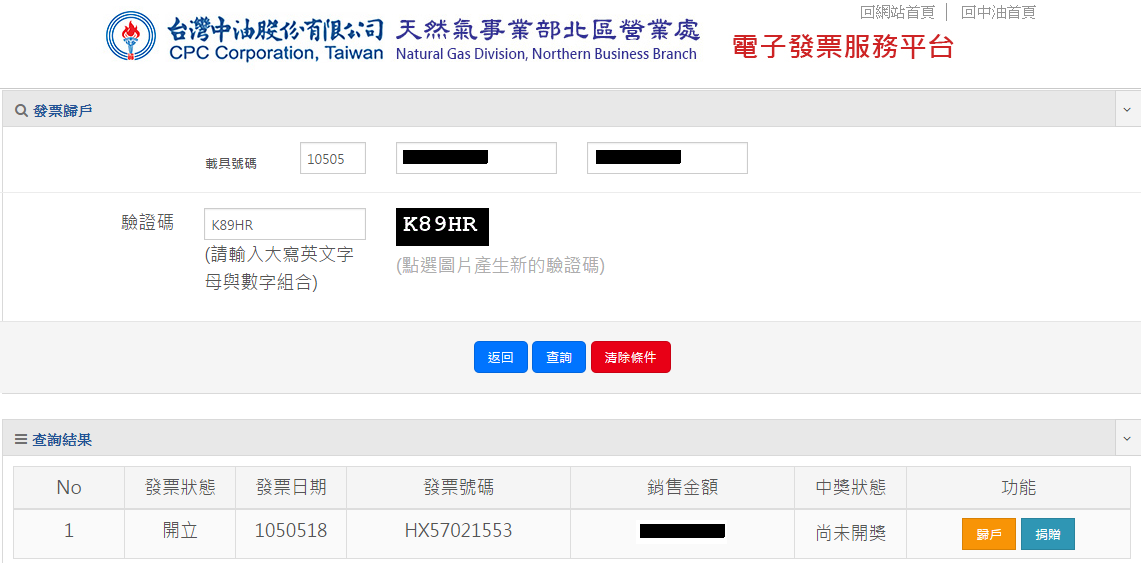 回網站首頁 │ 回中油首頁
台灣中油股份有限公司 天然氣事業部北區營業處
CPC Corporation, Taiwan Natural Gas Division, Northern Business Branch
電子發票服務平台
發票歸戶
載具號碼 10505
驗證碼 K89HR K89HR
(請輸入大寫英文字
母與數字組合) (點選圖片產生新的驗證碼)
返回 查詢 清除條件
查詢結果
No 發票狀態 發票日期 發票號碼 銷售金額 中獎狀態 功能
1 開立 1050518 HX57021553 尚未開獎 歸戶 捐贈